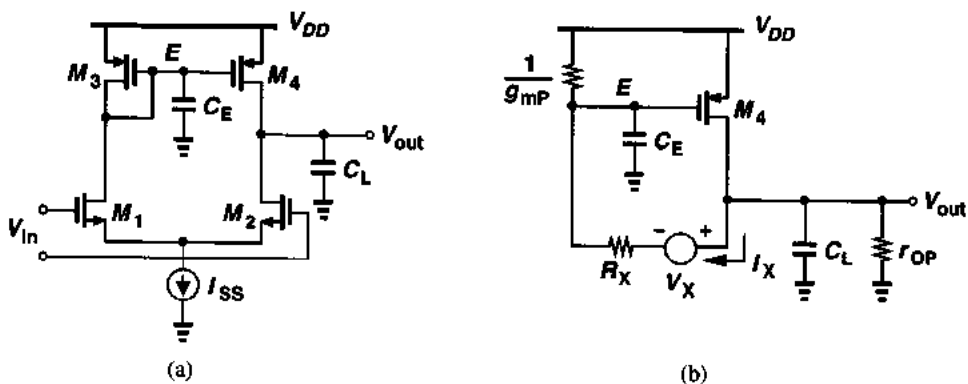 V_DD
E
M_3
M_4
C_E
V_out
C_L
V_in
M_1
M_2
I_SS
(a)
V_DD
1
g_mP
E
M_4
C_E
V_out
R_X
V_X
I_X
C_L
r_OP
(b)